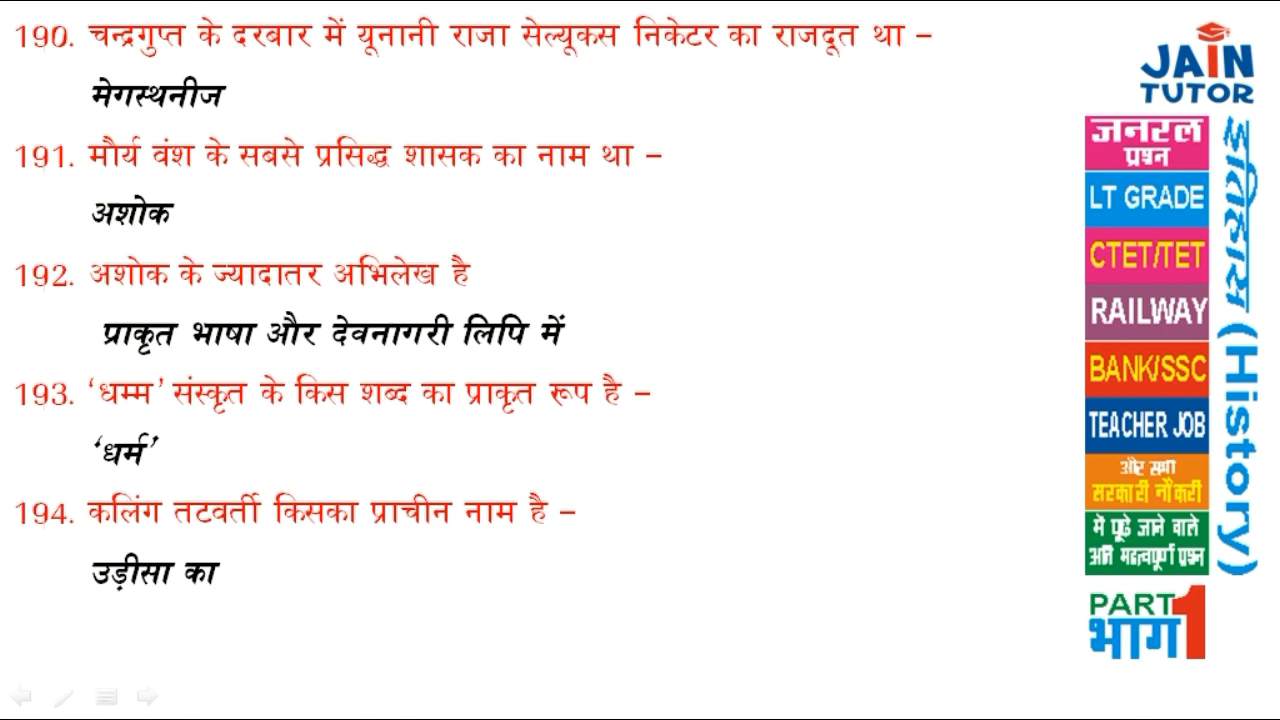 190. चन्द्रगुप्त के दरबार में यूनानी राजा सेल्यूकस निकेटर का राजदूत था –
मेगस्थनीज
191. मौर्य वंश के सबसे प्रसिद्ध शासक का नाम था –
अशोक
192. अशोक के ज्यादातर अभिलेख है
प्राकृत भाषा और देवनागरी लिपि में
193. ‘धम्म’ संस्कृत के किस शब्द का प्राकृत रूप है –
‘धर्म’
194. कलिंग तटवर्ती किसका प्राचीन नाम है –
उड़ीसा का
JAIN
TUTOR
जनरल
प्रश्न
LT GRADE
CTET/TET
RAILWAY
BANK/SSC
TEACHER JOB
और सभी
सरकारी नौकरी
में पूछे जाने वाले
अति महत्वपूर्ण प्रश्न
इतिहास (History)
PART 1
भाग